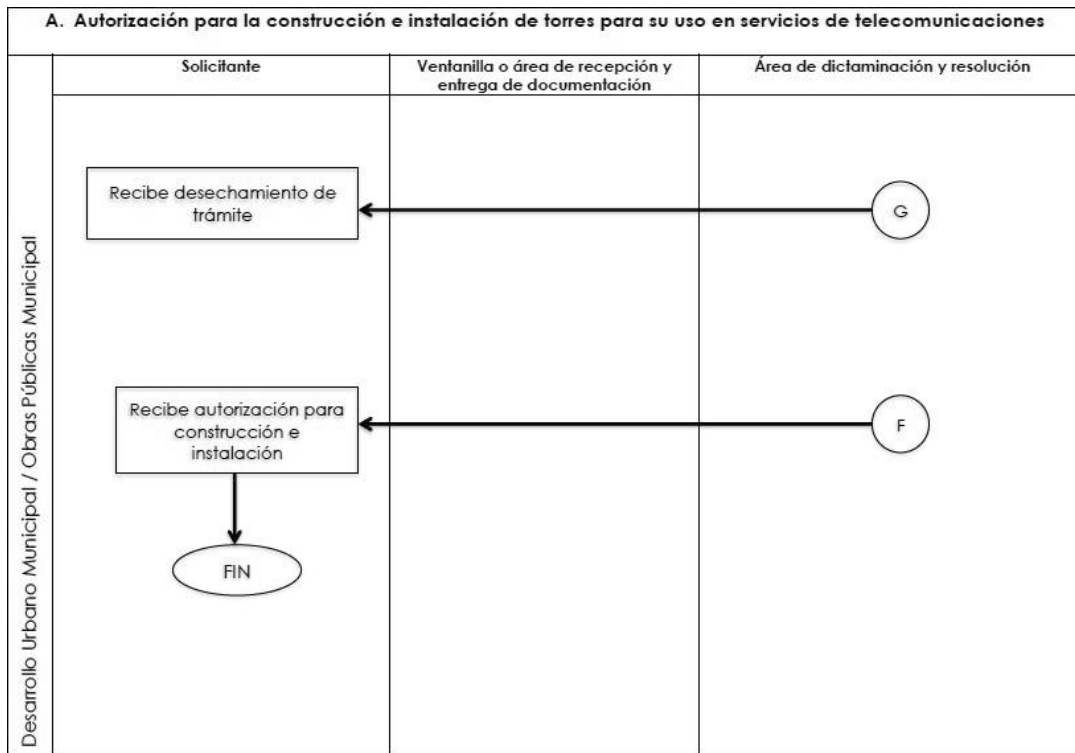 A. Autorización para la construcción e instalación de torres para su uso en servicios de telecomunicaciones
Solicitante
Ventanilla o área de recepción y
entrega de documentación
Área de dictaminación y resolución
Desarrollo Urbano Municipal / Obras Públicas Municipal
Recibe desechamiento de
trámite
G
Recibe autorización para
construcción e
instalación
F
FIN